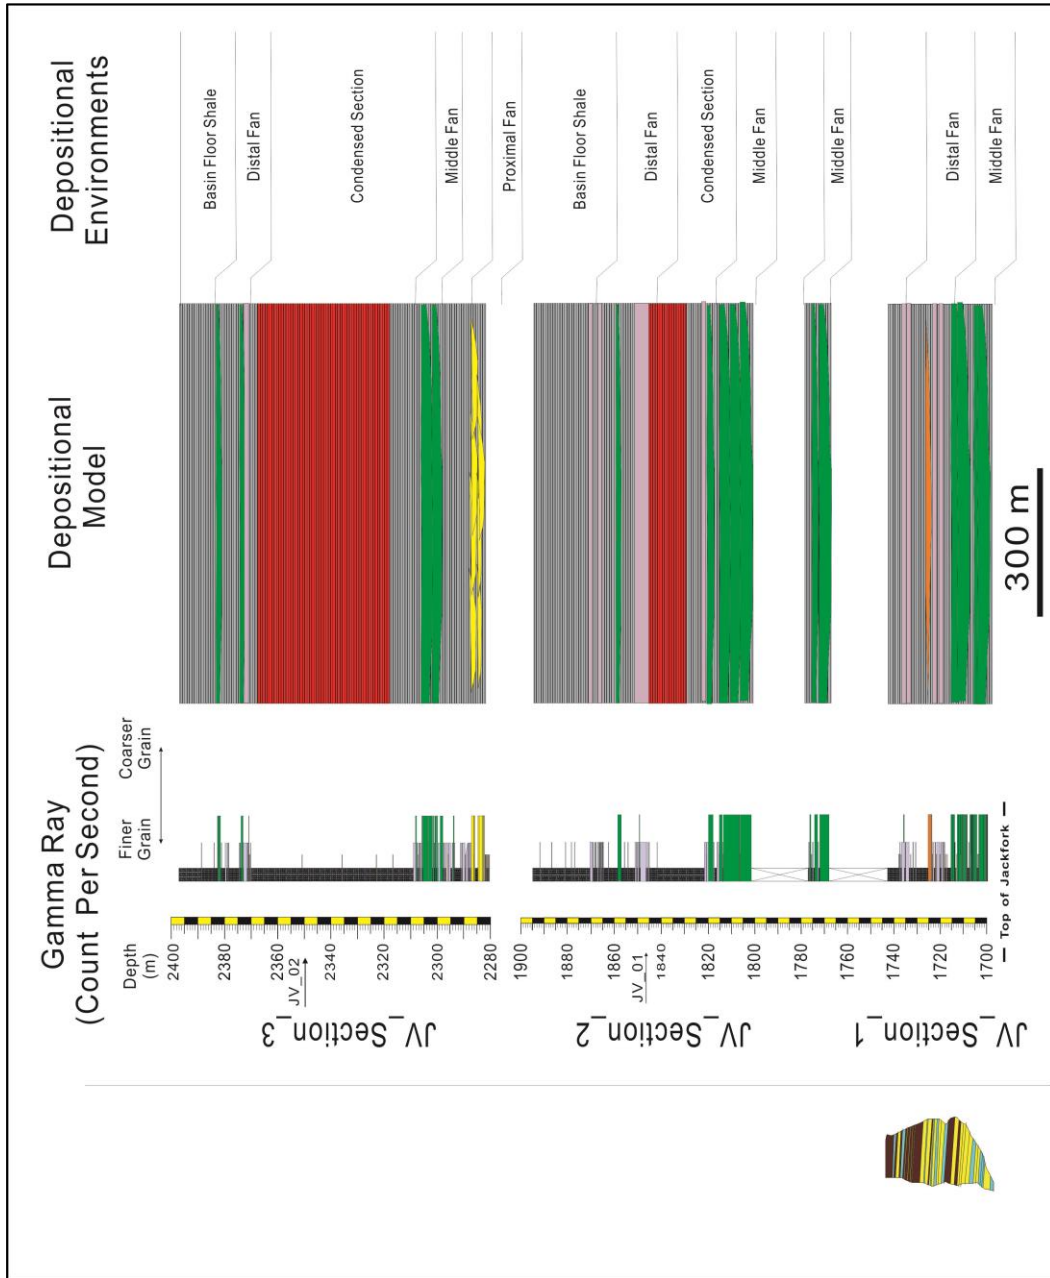 Depositional
Environments
Basin Floor Shale
Distal Fan
Condensed Section
Middle Fan
Proximal Fan
Basin Floor Shale
Distal Fan
Condensed Section
Middle Fan
Middle Fan
Distal Fan
Middle Fan
Depositional
Model
300 m
Gamma Ray
(Count Per Second)
Finer
Grain
Coarser
Grain
Depth
(m)
2400
2380
2360
2340
2320
2300
2280
JV_02
JV_Section_3
1900
1880
1860
1840
1820
1800
1780
1760
1740
1720
1700
JV_01
JV_Section_2
JV_Section_1
Top of Jackfork